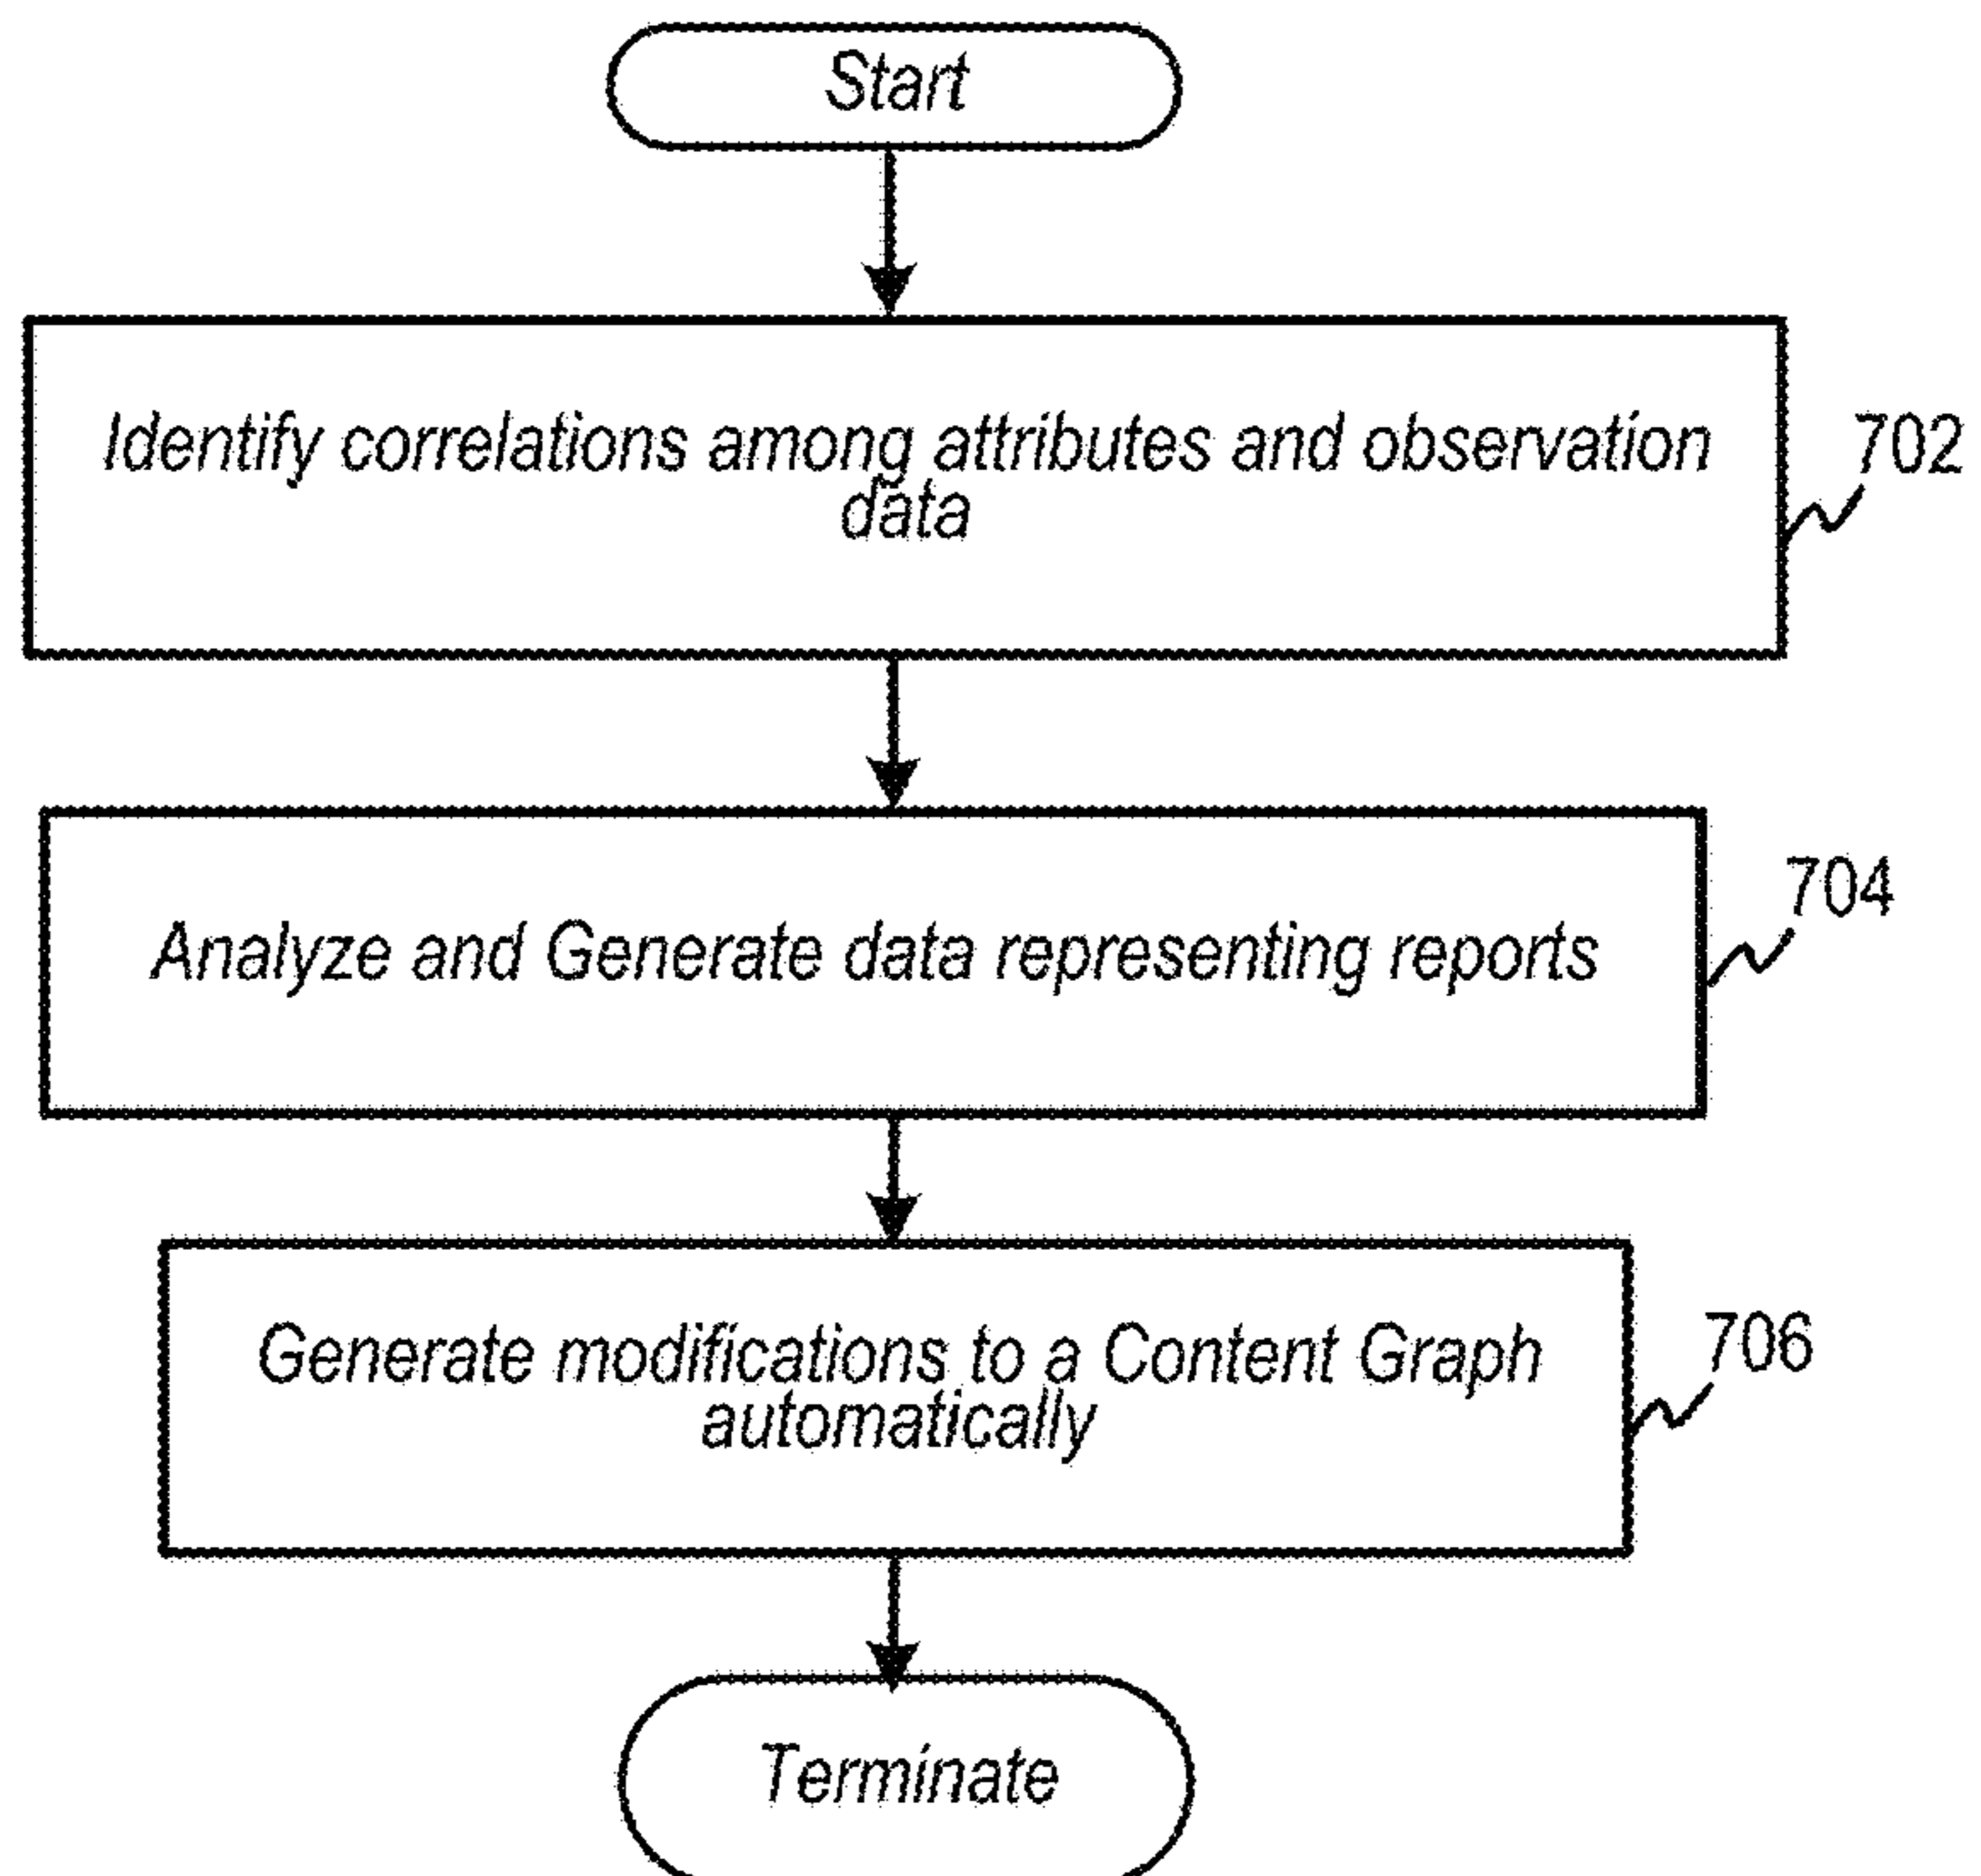 Start
Identify correlations among attributes and observation
data
702
Analyze and Generate data representing reports
704
Generate modifications to a Content Graph
automatically
706
Terminate